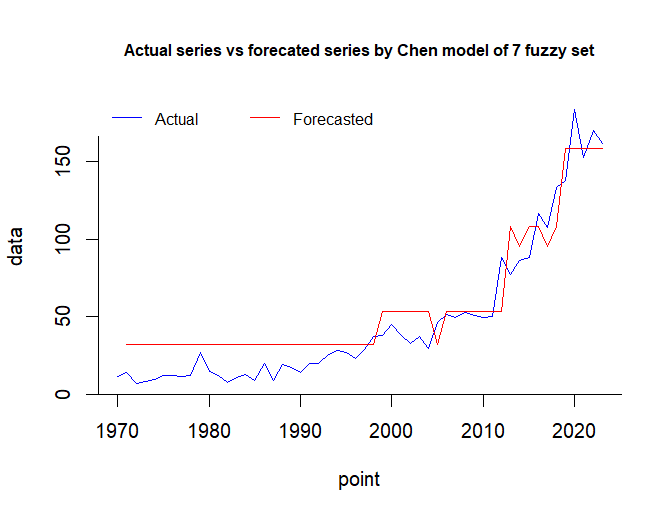 Actual series vs forecated series by Chen model of 7 fuzzy set
Actual
Forecasted
data
150
100
50
0
1970
1980
1990
2000
2010
2020
point